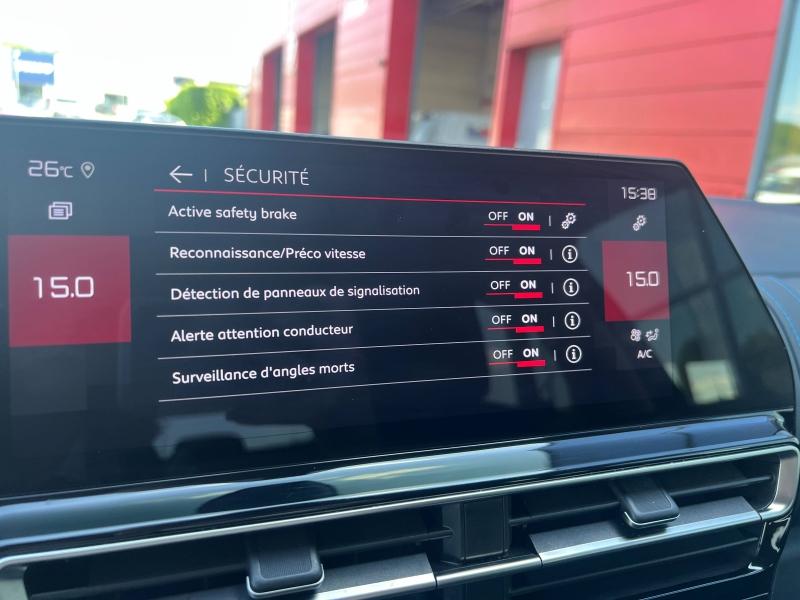 26°C
← | SÉCURITÉ
15:38
Active safety brake OFF ON |
Reconnaissance/Préco vitesse OFF ON | i
15.0
15.0
Détection de panneaux de signalisation OFF ON | i
Alerte attention conducteur OFF ON | i
A/C
Surveillance d'angles morts OFF ON | i